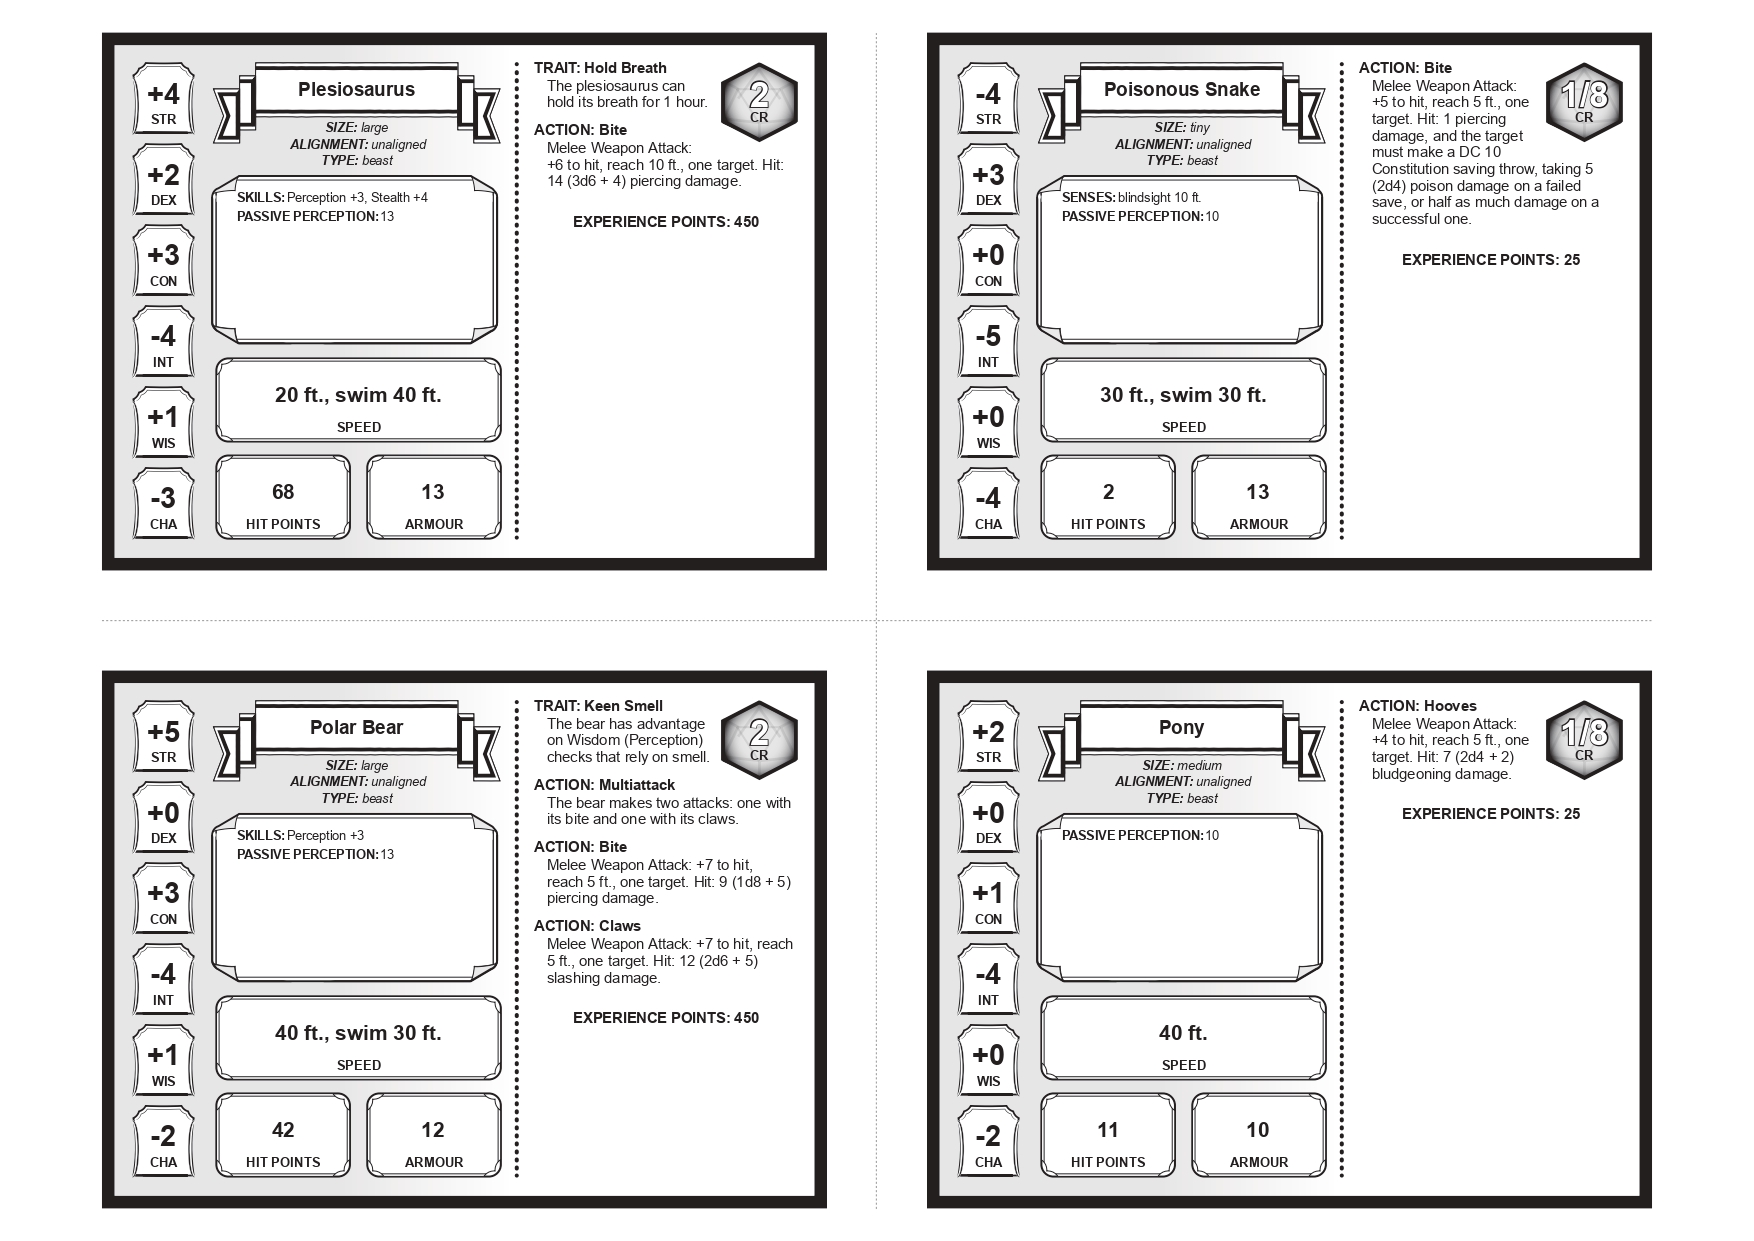 +4
STR
+2
DEX
+3
CON
-4
INT
+1
WIS
-3
CHA
Plesiosaurus
SIZE: large
ALIGNMENT: unaligned
TYPE: beast
SKILLS: Perception +3, Stealth +4
PASSIVE PERCEPTION: 13
20 ft., swim 40 ft.
SPEED
68
HIT POINTS
13
ARMOUR
TRAIT: Hold Breath
The plesiosaurus can
hold its breath for 1 hour.
ACTION: Bite
Melee Weapon Attack:
+6 to hit, reach 10 ft., one target. Hit:
14 (3d6 + 4) piercing damage.
EXPERIENCE POINTS: 450
2
CR
-4
STR
+3
DEX
+0
CON
-5
INT
+0
WIS
-4
CHA
Poisonous Snake
SIZE: tiny
ALIGNMENT: unaligned
TYPE: beast
SENSES: blindsight 10 ft.
PASSIVE PERCEPTION: 10
30 ft., swim 30 ft.
SPEED
2
HIT POINTS
13
ARMOUR
ACTION: Bite
Melee Weapon Attack:
+5 to hit, reach 5 ft., one
target. Hit: 1 piercing
damage, and the target
must make a DC 10
Constitution saving throw, taking 5
(2d4) poison damage on a failed
save, or half as much damage on a
successful one.
EXPERIENCE POINTS: 25
1/8
CR
+5
STR
+0
DEX
+3
CON
-4
INT
+1
WIS
-2
CHA
Polar Bear
SIZE: large
ALIGNMENT: unaligned
TYPE: beast
SKILLS: Perception +3
PASSIVE PERCEPTION: 13
40 ft., swim 30 ft.
SPEED
42
HIT POINTS
12
ARMOUR
TRAIT: Keen Smell
The bear has advantage
on Wisdom (Perception)
checks that rely on smell.
ACTION: Multiattack
The bear makes two attacks: one with
its bite and one with its claws.
ACTION: Bite
Melee Weapon Attack: +7 to hit,
reach 5 ft., one target. Hit: 9 (1d8 + 5)
piercing damage.
ACTION: Claws
Melee Weapon Attack: +7 to hit, reach
5 ft., one target. Hit: 12 (2d6 + 5)
slashing damage.
EXPERIENCE POINTS: 450
2
CR
+2
STR
+0
DEX
+1
CON
-4
INT
+0
WIS
-2
CHA
Pony
SIZE: medium
ALIGNMENT: unaligned
TYPE: beast
PASSIVE PERCEPTION: 10
40 ft.
SPEED
11
HIT POINTS
10
ARMOUR
ACTION: Hooves
Melee Weapon Attack:
+4 to hit, reach 5 ft., one
target. Hit: 7 (2d4 + 2)
bludgeoning damage.
EXPERIENCE POINTS: 25
1/8
CR